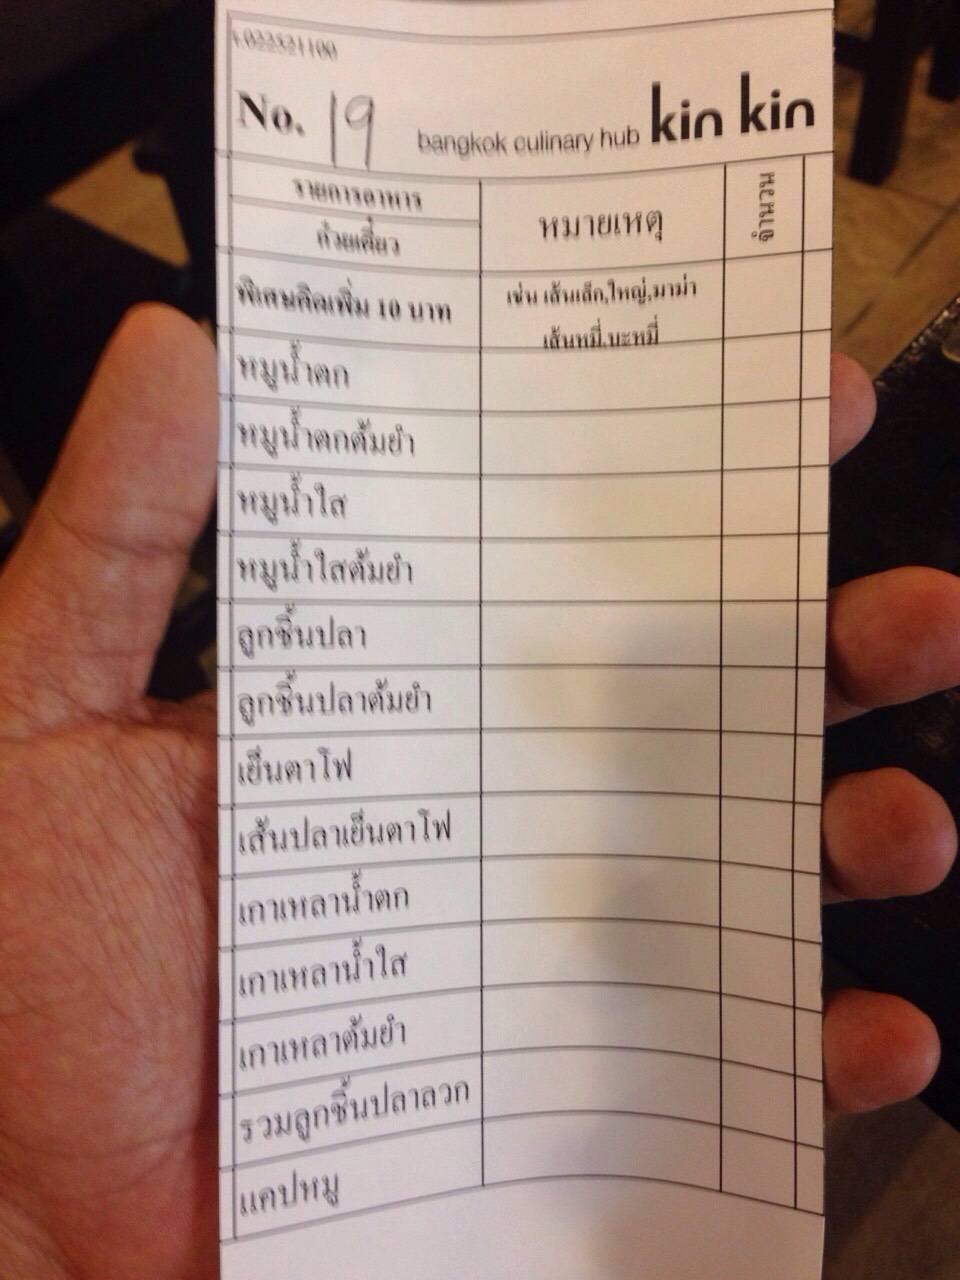 022521100
No. 19 bangkok culinary hub kin kin
รายการอาหาร
ก๋วยเตี๋ยว
หมายเหตุ
จำนวน
พิเศษคิดเพิ่ม 10 บาท
เช่น เส้นเล็ก,ใหญ่,มาม่า
เส้นหมี่,บะหมี่
หมูน้ำตก
หมูน้ำตกต้มยำ
หมูน้ำใส
หมูน้ำใสต้มยำ
ลูกชิ้นปลา
ลูกชิ้นปลาต้มยำ
เย็นตาโฟ
เส้นปลาเย็นตาโฟ
เกาเหลาน้ำตก
เกาเหลาน้ำใส
เกาเหลาต้มยำ
รวมลูกชิ้นปลาลวก
แคปหมู